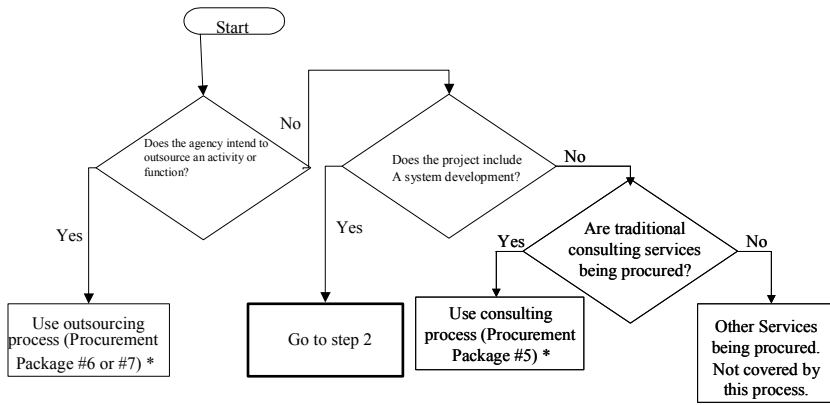 Start
No
Does the agency intend to
outsource an activity or
function?
Does the project include
A system development?
No
Yes
Yes
Yes
Are traditional
consulting services
being procured?
No
Use outsourcing
process (Procurement
Package #6 or #7) *
Go to step 2
Use consulting
process (Procurement
Package #5) *
Other Services
being procured.
Not covered by
this process.